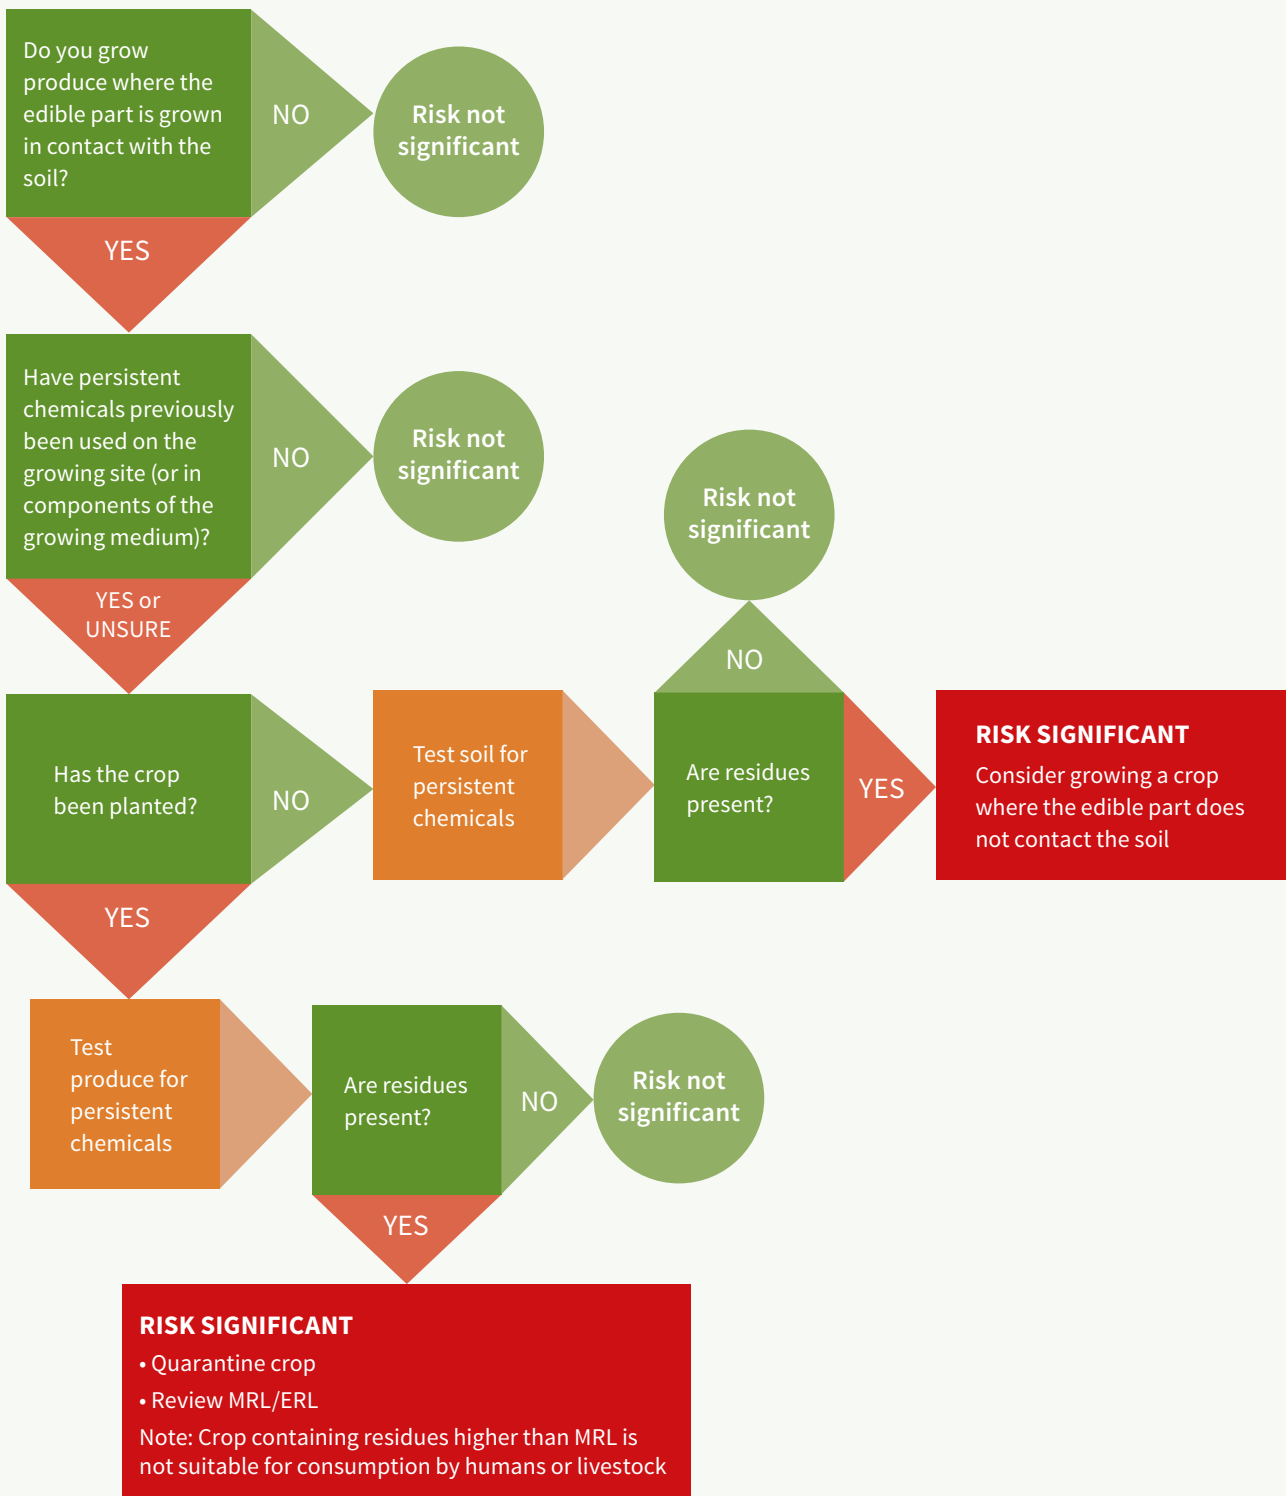 Do you grow
produce where the
edible part is grown
in contact with the
soil?
NO
Risk not
significant
YES
Have persistent
chemicals previously
been used on the
growing site (or in
components of the
growing medium)?
NO
Risk not
significant
YES or
UNSURE
Has the crop
been planted?
NO
Test soil for
persistent
chemicals
Are residues
present?
NO
Risk not
significant
YES
RISK SIGNIFICANT
Consider growing a crop
where the edible part does
not contact the soil
YES
Test
produce for
persistent
chemicals
Are residues
present?
NO
Risk not
significant
YES
RISK SIGNIFICANT
• Quarantine crop
• Review MRL/ERL
Note: Crop containing residues higher than MRL is
not suitable for consumption by humans or livestock